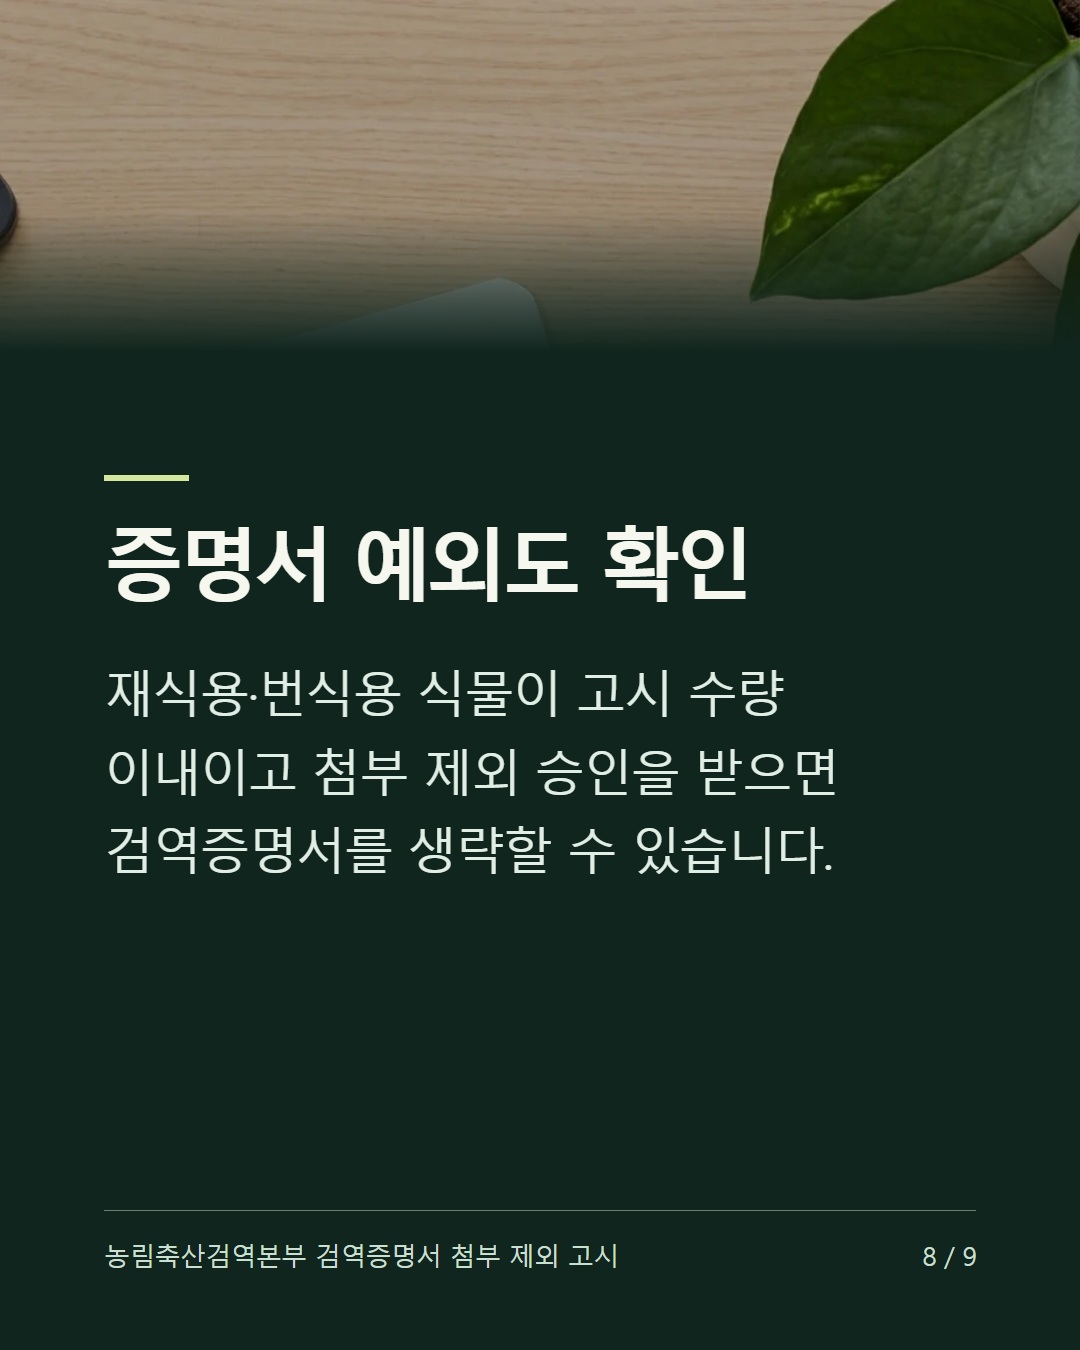 증명서 예외도 확인
재식용·번식용 식물이 고시 수량
이내이고 첨부 제외 승인을 받으면
검역증명서를 생략할 수 있습니다.
농림축산검역본부 검역증명서 첨부 제외 고시
8 / 9